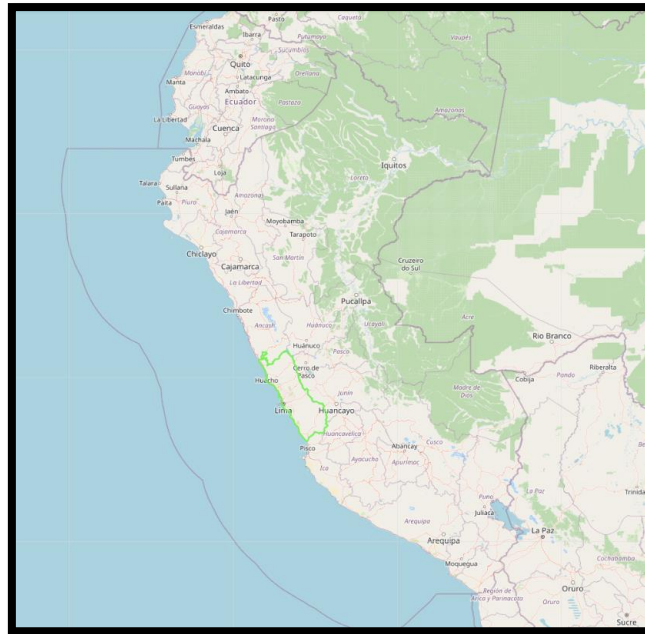 Pasto
Caqueta
Esmeraldas
Ibarra
Putumayo
Vaupés
Sucumbíos
Quito
Orellana
Manabí
Latacunga
Manta
Ambato
Ecuador
Pastaza
Amazonas
Guayas
Morona
Santiago
La Libertad
Cuenca
Machala
Tumbes
Iquitos
Loja
Loreto
Talara
Sullana
Amazonas
Paita
Piura
Jaén
Moyobamba
Cajamarca
Tarapoto
Chiclayo
San Martín
Cruzeiro
do Sul
Cajamarca
La Libertad
Pucallpa
Chimbote
Acre
Ancash
Huánuco
Ucayali
Rio Branco
Huánuco
Pasco
Cerro de
Pasco
Riberalta
Pando
Huacho
Cobija
Junín
Madre de
Dios
Lima
Huancayo
Huancavelica
Cusco
Pisco
Abancay
Ayacucho
Apurímac
Ica
La Paz
Puno
Trinida
Juliaca
Arequipa
La Paz
Arequipa
Cochabamba
Moquegua
Región de
Arica y Parinacota
Oruro
Oruro
Sucre